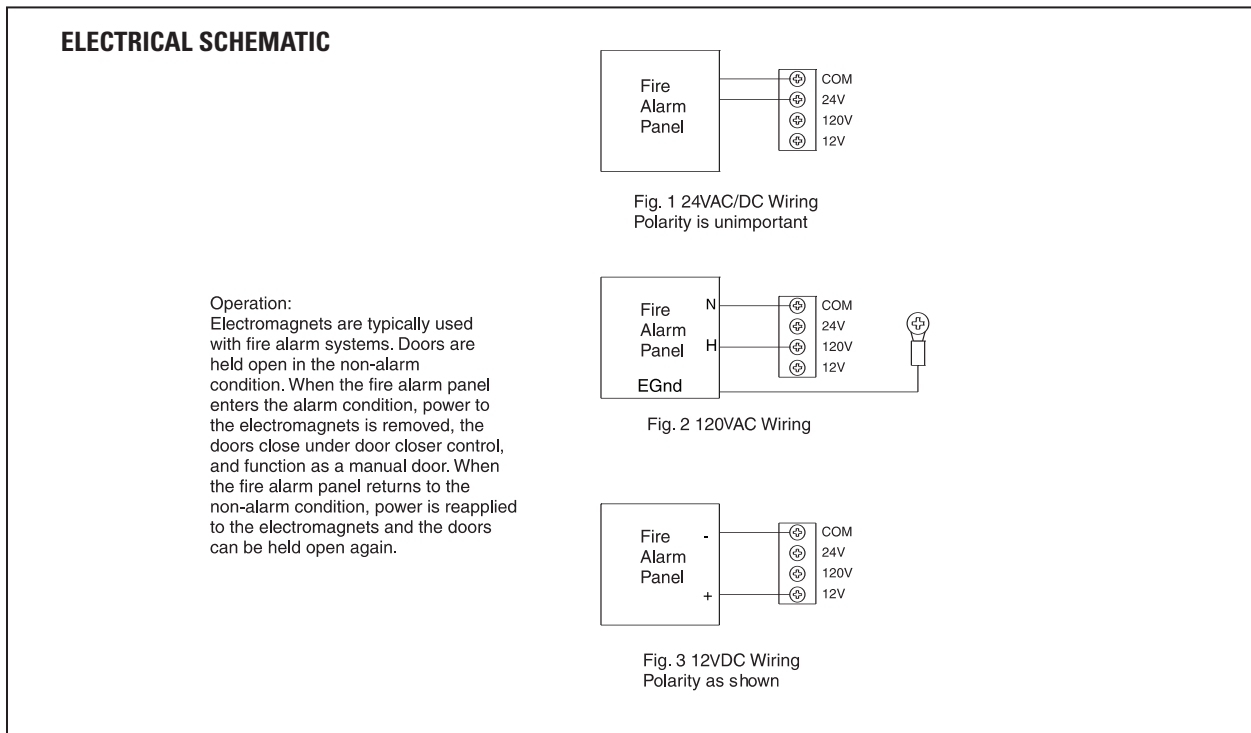 ELECTRICAL SCHEMATIC
Fire
Alarm
Panel
COM
24V
120V
12V
Fig. 1 24VAC/DC Wiring
Polarity is unimportant
Operation:
Electromagnets are typically used
with fire alarm systems. Doors are
held open in the non-alarm
condition. When the fire alarm panel
enters the alarm condition, power to
the electromagnets is removed, the
doors close under door closer control,
and function as a manual door. When
the fire alarm panel returns to the
non-alarm condition, power is reapplied
to the electromagnets and the doors
can be held open again.
Fire
Alarm
Panel
N
H
EGnd
COM
24V
120V
12V
Fig. 2 120VAC Wiring
Fire
Alarm
Panel
-
+
COM
24V
120V
12V
Fig. 3 12VDC Wiring
Polarity as shown